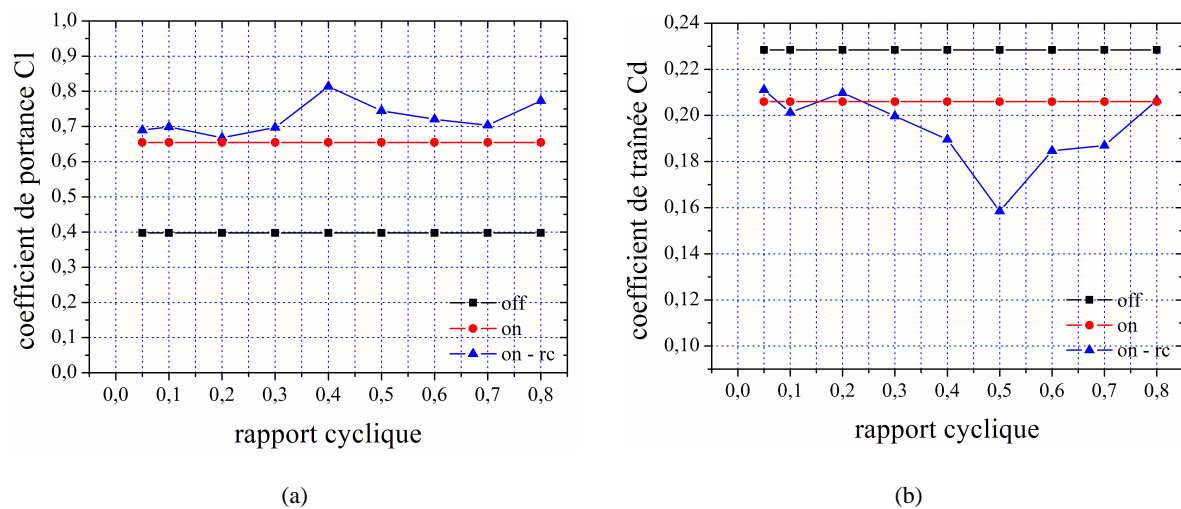 coefficient de portance Cl
1,0
0,9
0,8
0,7
0,6
0,5
0,4
0,3
0,2
0,1
0,0
off
on
on - rc
0,0 0,1 0,2 0,3 0,4 0,5 0,6 0,7 0,8
rapport cyclique
(a)
coefficient de traînée Cd
0,24
0,22
0,20
0,18
0,16
0,14
0,12
0,10
off
on
on - rc
0,0 0,1 0,2 0,3 0,4 0,5 0,6 0,7 0,8
rapport cyclique
(b)